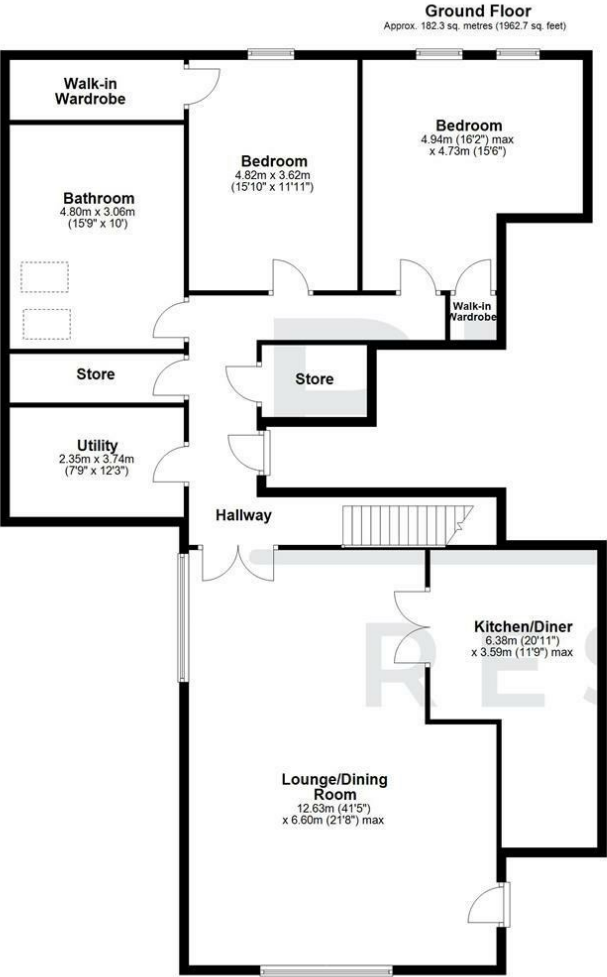 Ground Floor
Approx. 182.3 sq. metres (1962.7 sq. feet)
Walk-in
Wardrobe
Bedroom
4.94m (16'2") max
x 4.73m (15'6")
Bedroom
4.82m x 3.62m
(15'10" x 11'11")
Bathroom
4.80m x 3.06m
(15'9" x 10')
Walk-in
Wardrobe
Store
Store
Utility
2.35m x 3.74m
(7'9" x 12'3")
Hallway
Kitchen/Diner
6.38m (20'11")
x 3.59m (11'9") max
RES
Lounge/Dining
Room
12.63m (41'5")
x 6.60m (21'8") max